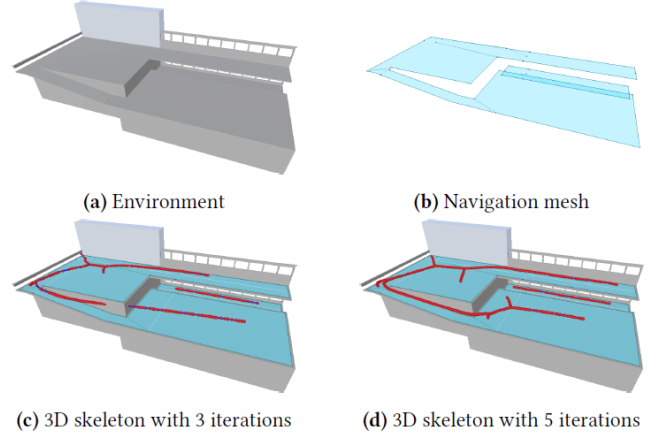 (a) Environment
(b) Navigation mesh
(c) 3D skeleton with 3 iterations
(d) 3D skeleton with 5 iterations